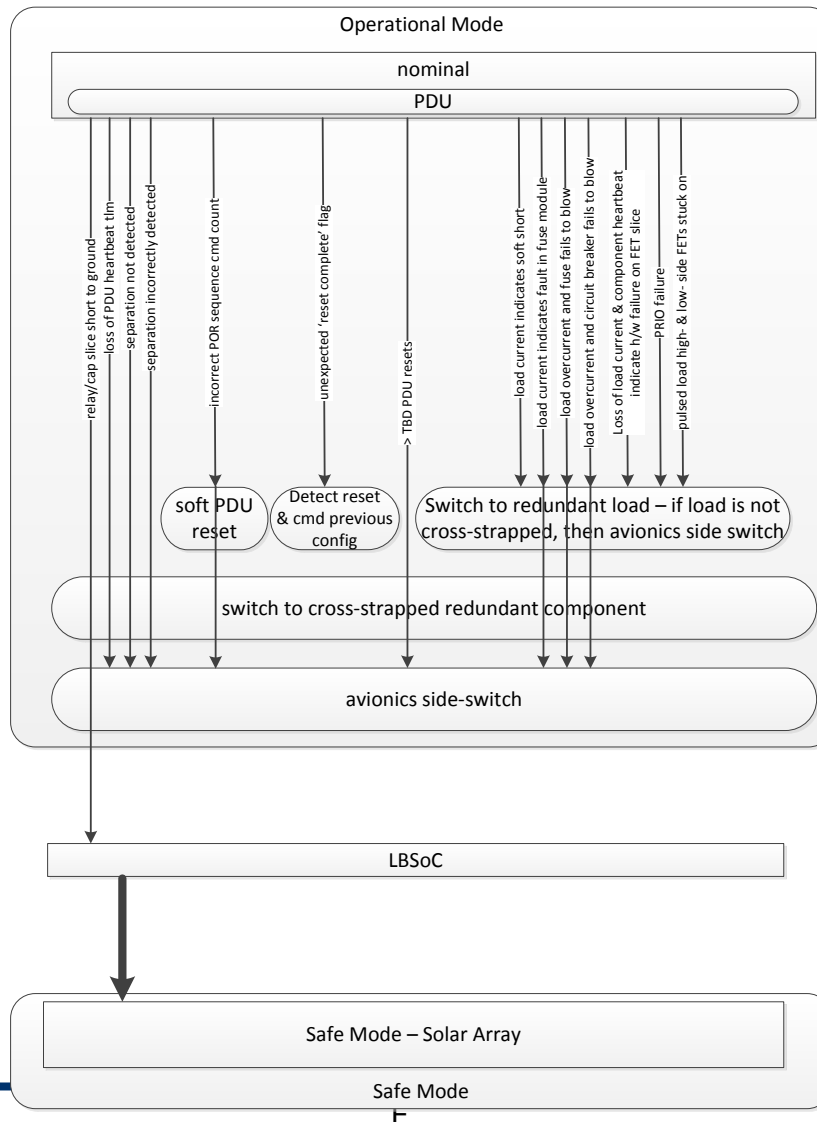 Operational Mode
nominal
PDU
relay/cap slice short to ground
loss of PDU heartbeat tlm
separation not detected
separation incorrectly detected
incorrect POR sequence cmd count
unexpected ‘reset complete’ flag
> TBD PDU resets
load current indicates soft short
load current indicates fault in fuse module
load overcurrent and fuse fails to blow
load overcurrent and circuit breaker fails to blow
Loss of load current & component heartbeat
indicate h/w failure on FET slice
PRIO failure
pulsed load high- & low- side FETs stuck on
soft PDU
reset
Detect reset
& cmd previous
config
Switch to redundant load – if load is not
cross-strapped, then avionics side switch
switch to cross-strapped redundant component
avionics side-switch
LBSoC
Safe Mode – Solar Array
Safe Mode